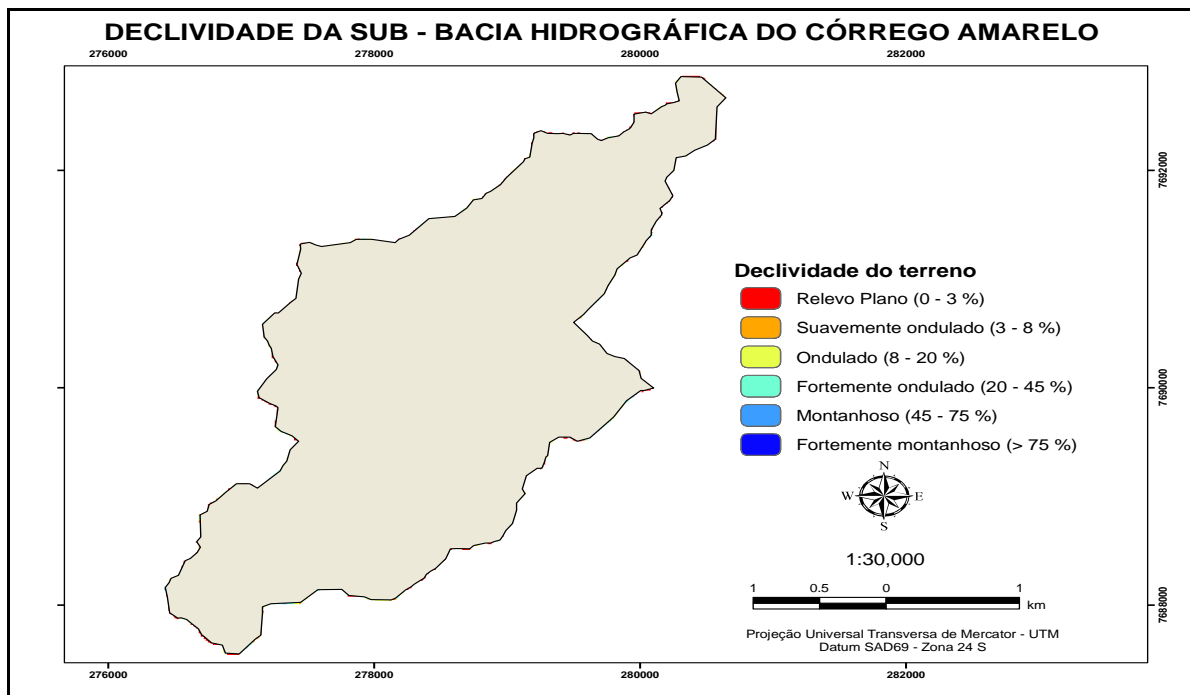 DECLIVIDADE DA SUB - BACIA HIDROGRÁFICA DO CÓRREGO AMARELO
276000 278000 280000 282000
7692000
7690000
7688000
Declividade do terreno
Relevo Plano (0 - 3 %)
Suavemente ondulado (3 - 8 %)
Ondulado (8 - 20 %)
Fortemente ondulado (20 - 45 %)
Montanhoso (45 - 75 %)
Fortemente montanhoso (> 75 %)
N
W E
S
1:30,000
1 0.5 0 1
km
Projeção Universal Transversa de Mercator - UTM
Datum SAD69 - Zona 24 S
276000 278000 280000 282000